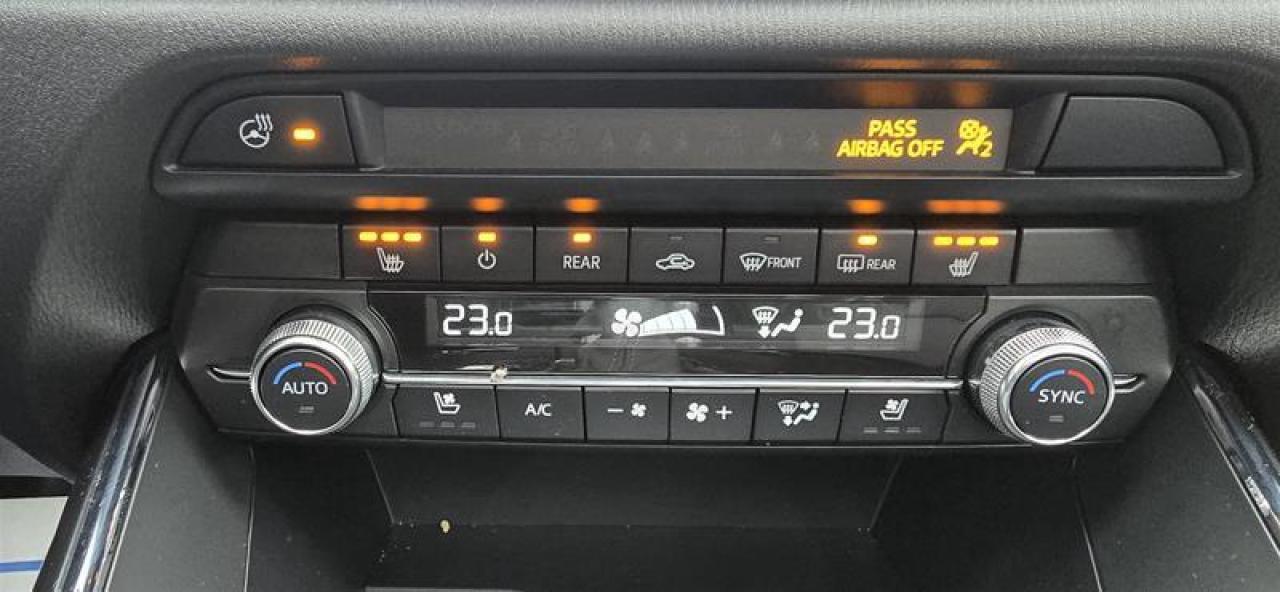 PASS
AIRBAG OFF
2
REAR
FRONT
REAR
23.0
23.0
AUTO
A/C
- +
SYNC